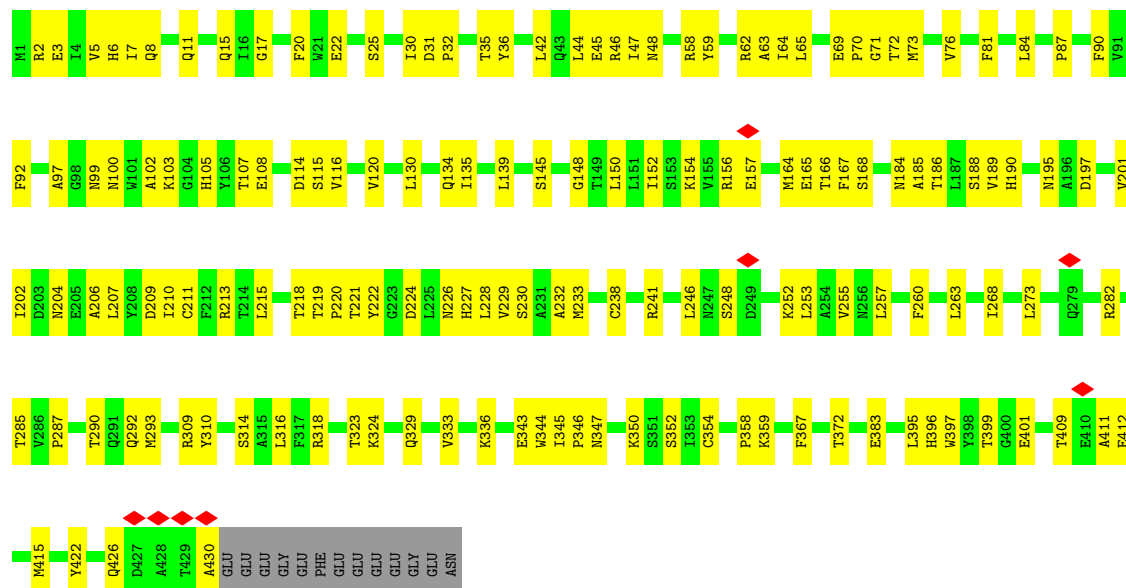 M1 R2 E3 I4 V5 H6 I7 Q8 Q11 Q15 I16 G17 F20 W21 E22 S25 I30 D31 P32 T35 Y36 L42 Q43 L44 E45 R46 I47 N48 R58 Y59 R62 A63 I64 L65 E69 P70 G71 T72 M73 V76 F81 L84 P87 F90 V91
F92 A97 G98 N99 N100 W101 A102 K103 G104 H105 Y106 T107 E108 D114 S115 V116 V120 L130 Q134 I135 L139 S145 G148 T149 L150 L151 I152 S153 K154 V155 R156 E157 M164 E165 T166 F167 S168 N184 A185 T186 L187 S188 V189 H190 N195 A196 D197 V201
I202 D203 N204 E205 A206 L207 Y208 D209 I210 C211 F212 R213 T214 L215 T218 T219 P220 T221 Y222 G223 D224 L225 N226 H227 L228 V229 S230 A231 A232 M233 C238 R241 L246 N247 S248 D249 K252 L253 A254 V255 N256 L257 F260 L263 I268 L273 Q279 R282
T285 V286 P287 T290 Q291 Q292 M293 R309 Y310 S314 A315 L316 F317 R318 T323 K324 Q329 V333 K336 E343 W344 I345 P346 N347 K350 S351 S352 I353 C354 P358 K359 F367 T372 E383 L395 H396 W397 Y398 T399 G400 E401 T409 E410 A411 E412
M415 Y422 Q426 D427 A428 T429 A430 GLU GLU GLU GLY GLU PHE GLU GLU GLU GLY GLU ASN